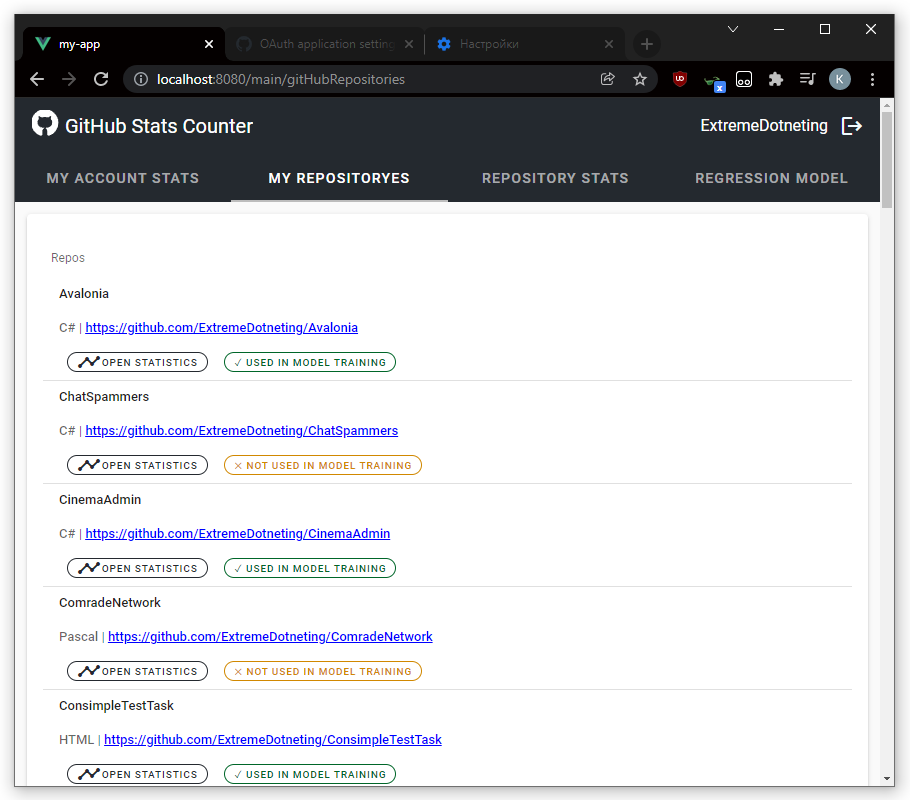 my-app
OAuth application setting
Настройки
localhost:8080/main/gitHubRepositories
UD
x
K
GitHub Stats Counter
ExtremeDotneting
MY ACCOUNT STATS
MY REPOSITORYES
REPOSITORY STATS
REGRESSION MODEL
Repos
Avalonia
C# | https://github.com/ExtremeDotneting/Avalonia
OPEN STATISTICS ✓ USED IN MODEL TRAINING
ChatSpammers
C# | https://github.com/ExtremeDotneting/ChatSpammers
OPEN STATISTICS × NOT USED IN MODEL TRAINING
CinemaAdmin
C# | https://github.com/ExtremeDotneting/CinemaAdmin
OPEN STATISTICS ✓ USED IN MODEL TRAINING
ComradeNetwork
Pascal | https://github.com/ExtremeDotneting/ComradeNetwork
OPEN STATISTICS × NOT USED IN MODEL TRAINING
ConsimpleTestTask
HTML | https://github.com/ExtremeDotneting/ConsimpleTestTask
OPEN STATISTICS ✓ USED IN MODEL TRAINING